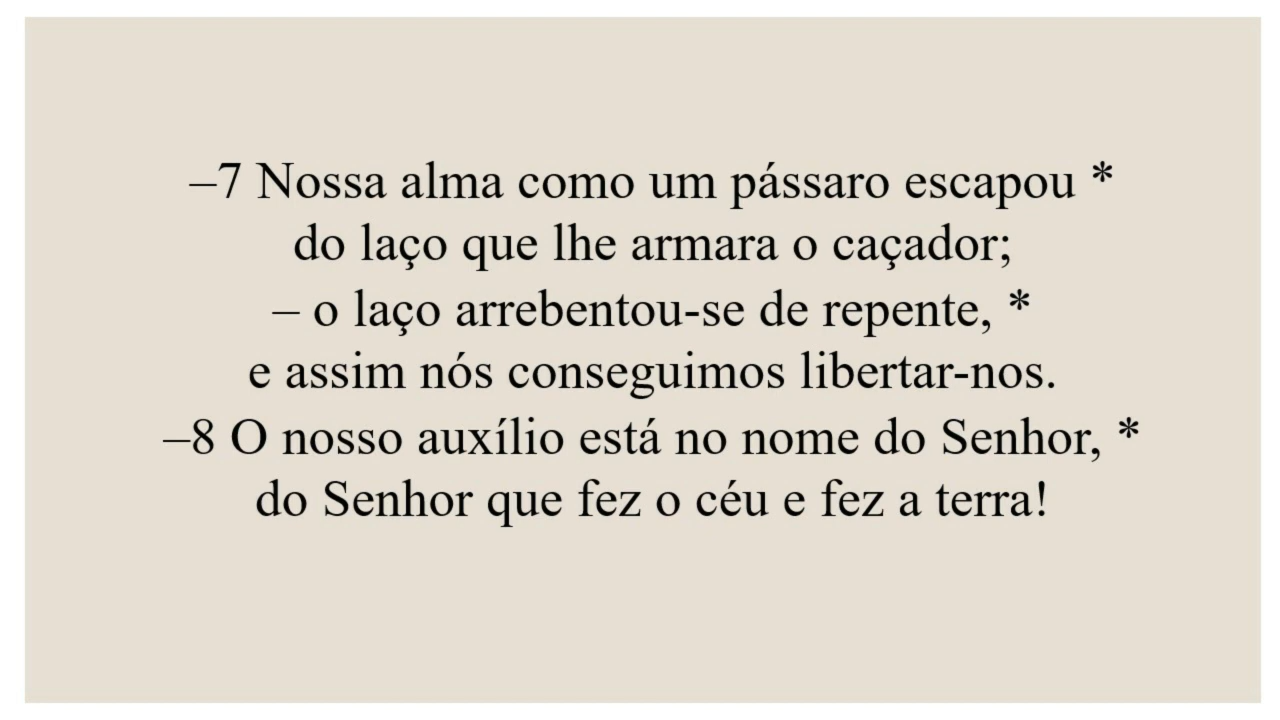 –7 Nossa alma como um pássaro escapou *
do laço que lhe armara o caçador;
– o laço arrebentou-se de repente, *
e assim nós conseguimos libertar-nos.
–8 O nosso auxílio está no nome do Senhor, *
do Senhor que fez o céu e fez a terra!